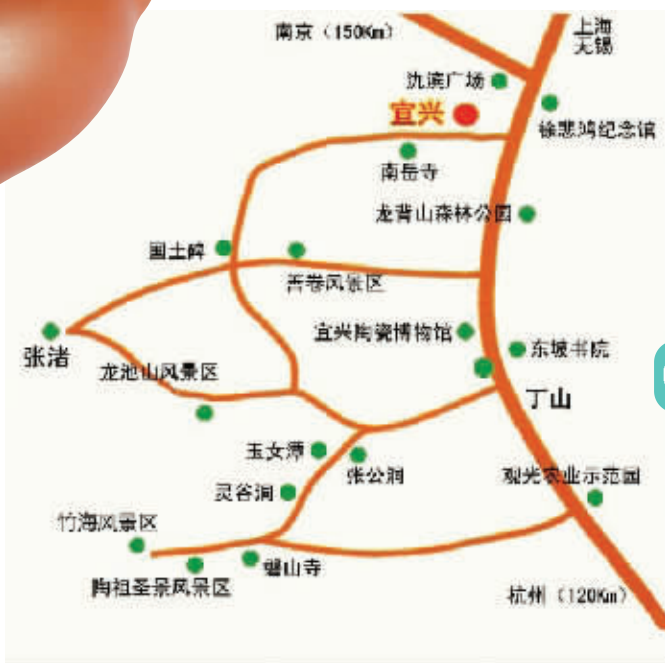 南京（150Km）
上海
无锡
氿滨广场
宜兴
徐悲鸿纪念馆
南岳寺
龙背山森林公园
国土碑
善卷风景区
宜兴陶瓷博物馆
东坡书院
张渚
龙池山风景区
丁山
玉女潭
张公洞
观光农业示范园
灵谷洞
竹海风景区
磬山寺
陶祖圣景风景区
杭州（120Km）